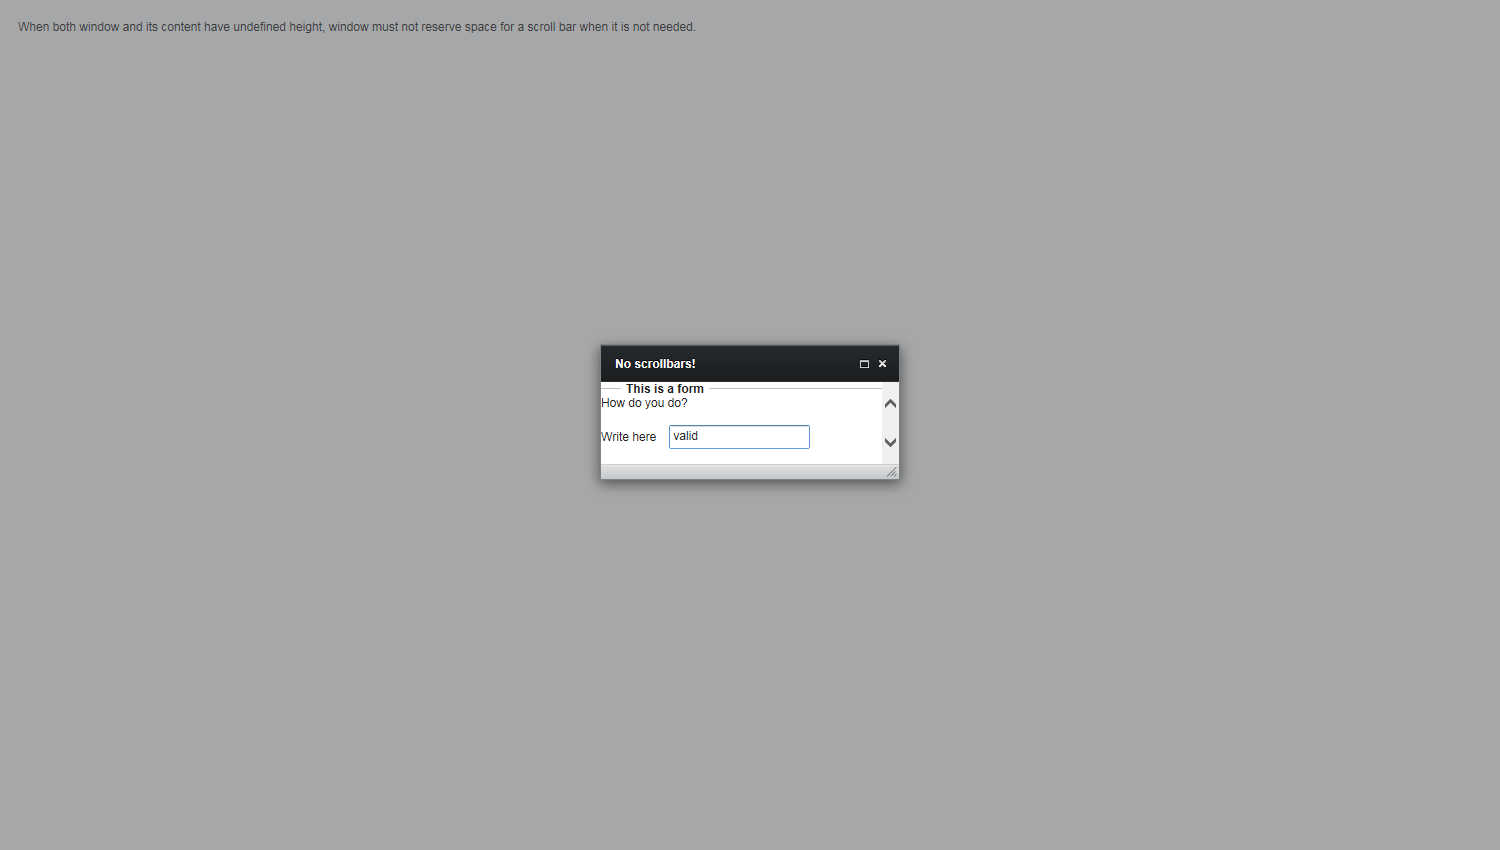 When both window and its content have undefined height, window must not reserve space for a scroll bar when it is not needed.
No scrollbars!
This is a form
How do you do?
Write here valid